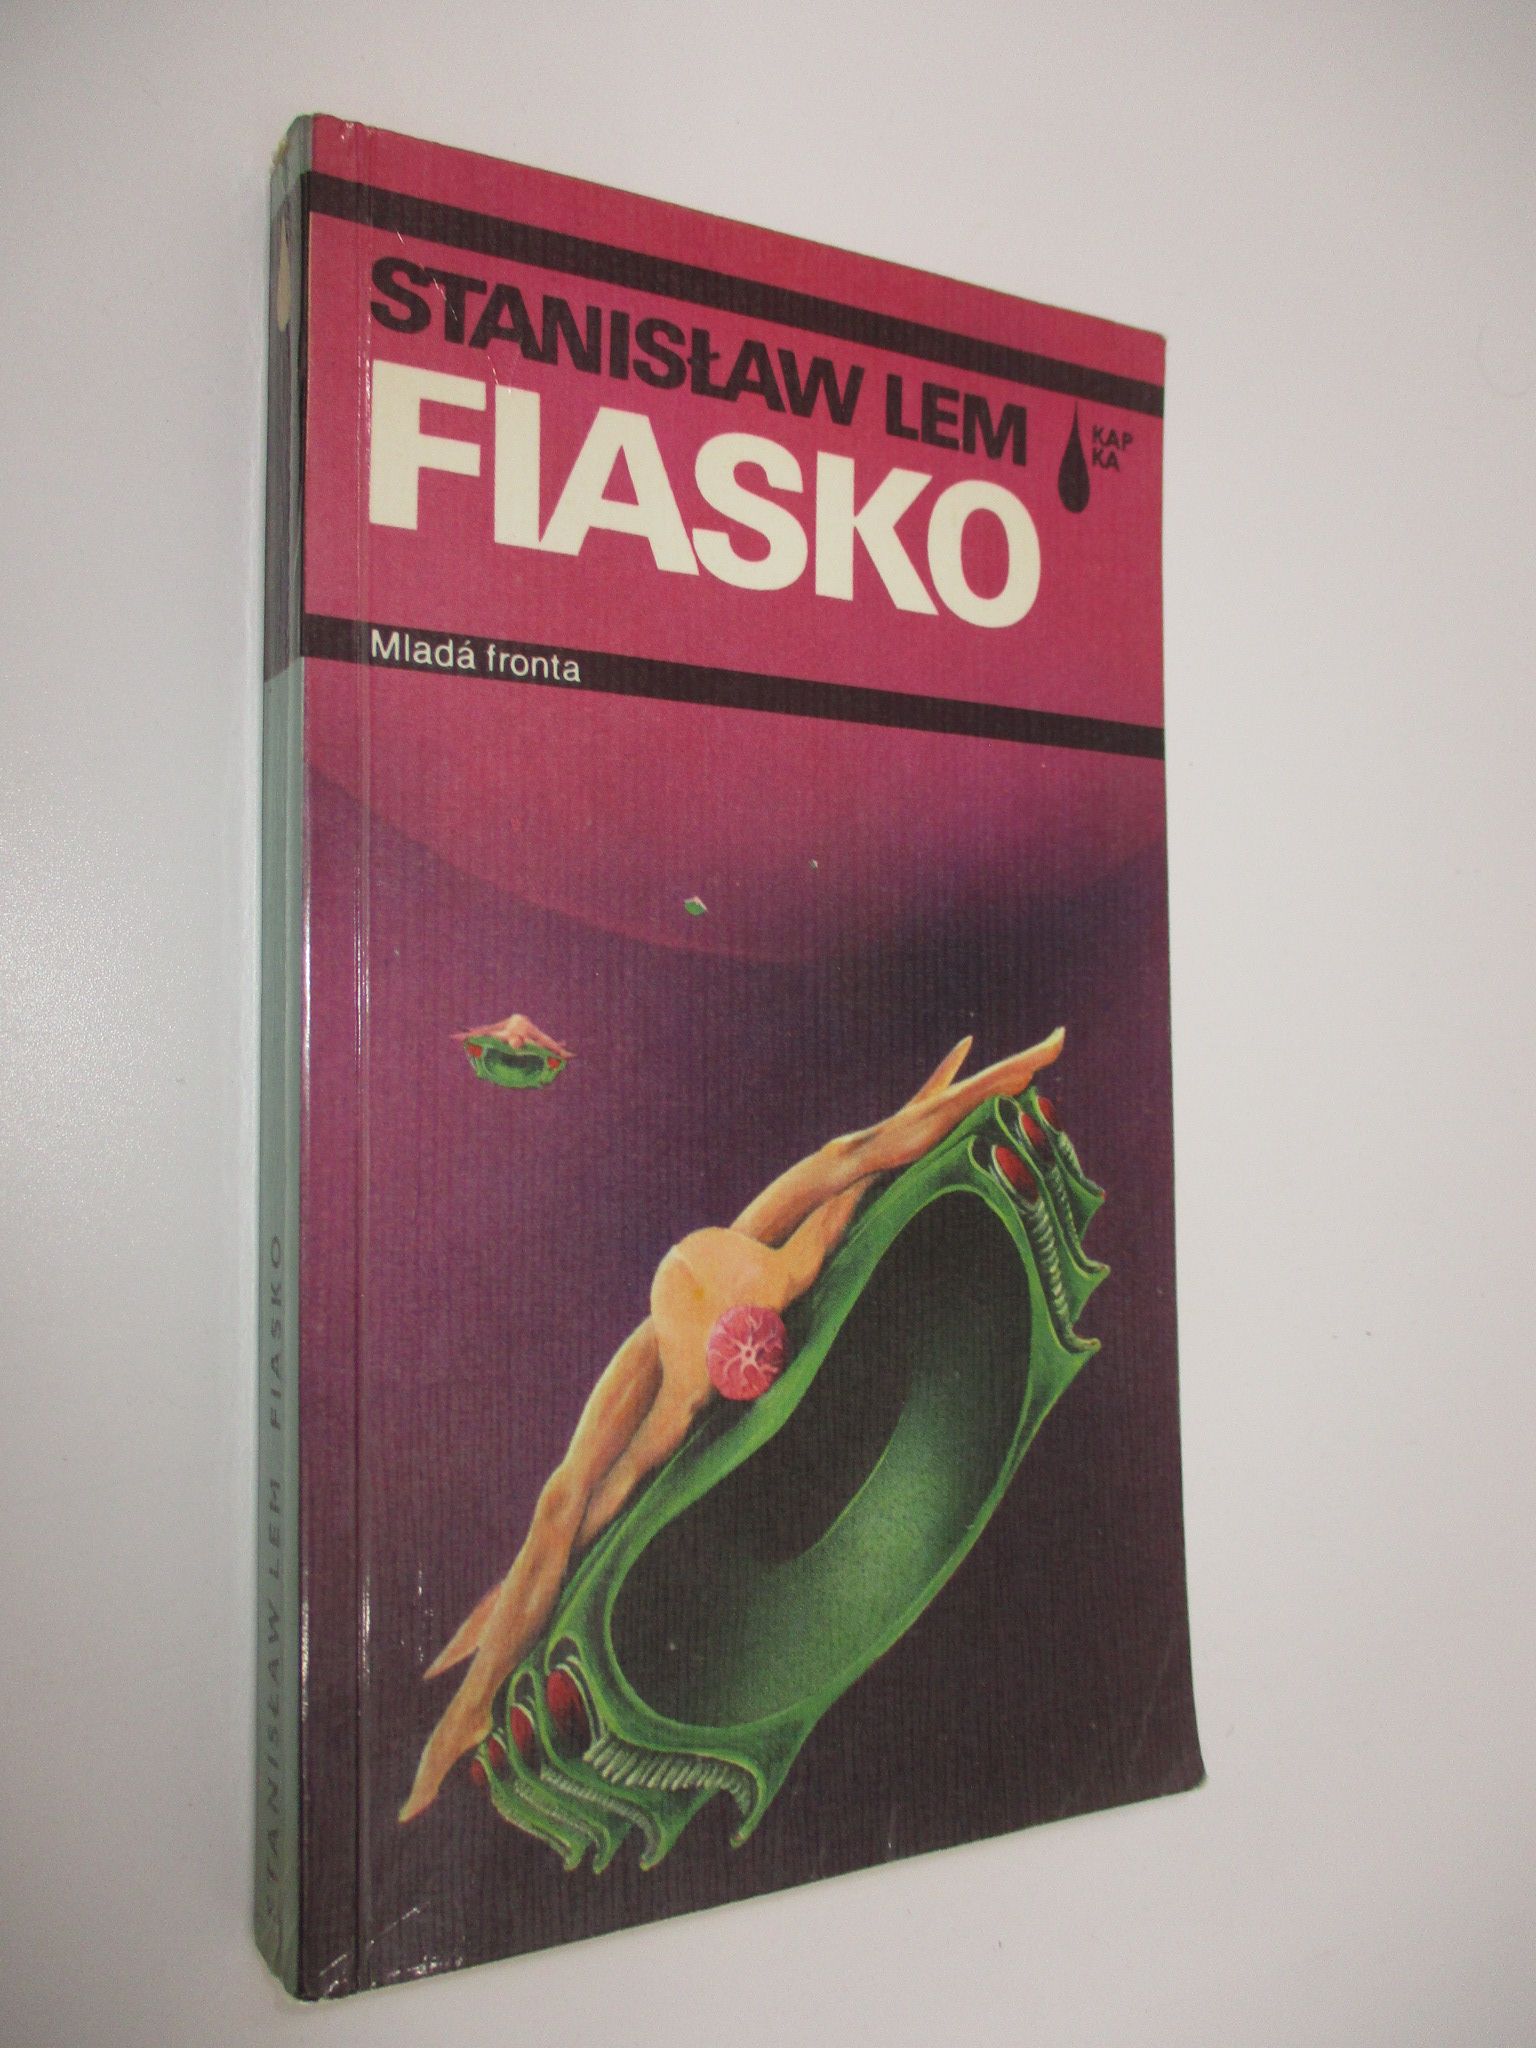 STANISŁAW LEM
FIASKO
KAP
KA
Mladá fronta
STANISŁAW LEM FIASKO